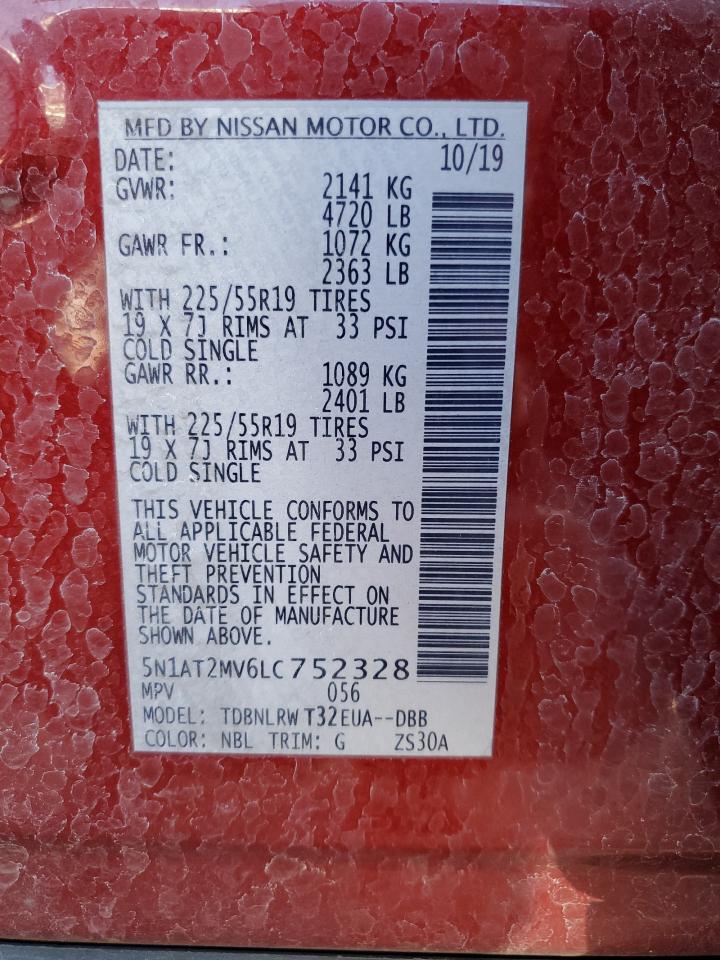 MFD BY NISSAN MOTOR CO., LTD.
DATE: 10/19
GVWR: 2141 KG
4720 LB
GAWR FR.: 1072 KG
2363 LB
WITH 225/55R19 TIRES
19 X 7J RIMS AT 33 PSI
COLD SINGLE
GAWR RR.: 1089 KG
2401 LB
WITH 225/55R19 TIRES
19 X 7J RIMS AT 33 PSI
COLD SINGLE
THIS VEHICLE CONFORMS TO
ALL APPLICABLE FEDERAL
MOTOR VEHICLE SAFETY AND
THEFT PREVENTION
STANDARDS IN EFFECT ON
THE DATE OF MANUFACTURE
SHOWN ABOVE.
5N1AT2MV6LC752328
MPV 056
MODEL: TDBNLRWT32EUA--DBB
COLOR: NBL TRIM: G ZS30A